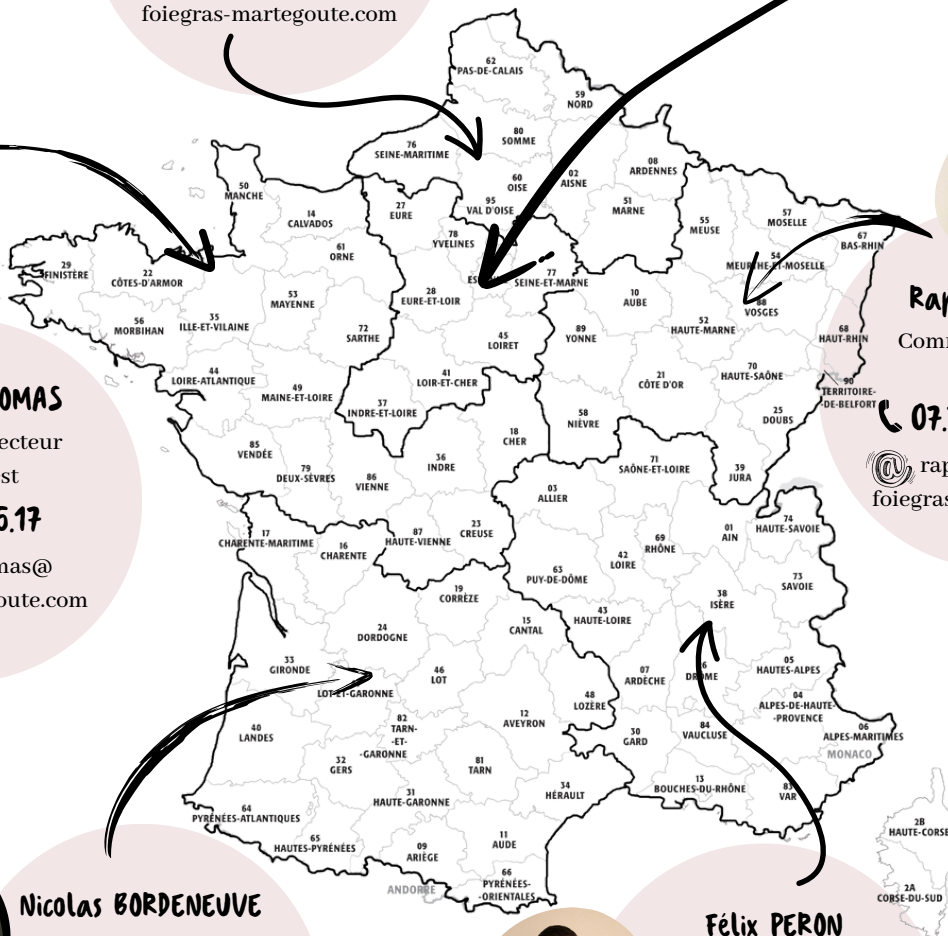 foiegras-martegoute.com
62
PAS-DE-CALAIS
59
NORD
80
SOMME
76
SEINE-MARITIME
08
ARDENNES
02
AISNE
60
OISE
50
MANCHE
27
EURE
95
VAL D'OISE
51
MARNE
14
CALVADOS
57
MOSELLE
55
MEUSE
67
BAS-RHIN
78
YVELINES
61
ORNE
54
MEURTHE-ET-MOSELLE
29
FINISTÈRE
22
CÔTES-D'ARMOR
77
SEINE-ET-MARNE
28
EURE-ET-LOIR
10
AUBE
53
MAYENNE
88
VOSGES
56
MORBIHAN
35
ILLE-ET-VILAINE
52
HAUTE-MARNE
72
SARTHE
45
LOIRET
89
YONNE
68
HAUT-RHIN
44
LOIRE-ATLANTIQUE
41
LOIR-ET-CHER
21
CÔTE D'OR
70
HAUTE-SAÔNE
90
TERRITOIRE-
-DE-BELFORT
49
MAINE-ET-LOIRE
37
INDRE-ET-LOIRE
58
NIÈVRE
25
DOUBS
18
CHER
85
VENDÉE
36
INDRE
71
SAÔNE-ET-LOIRE
79
DEUX-SÈVRES
86
VIENNE
39
JURA
03
ALLIER
17
CHARENTE-MARITIME
87
HAUTE-VIENNE
23
CREUSE
01
AIN
74
HAUTE-SAVOIE
16
CHARENTE
69
RHÔNE
42
LOIRE
63
PUY-DE-DÔME
73
SAVOIE
19
CORRÈZE
38
ISÈRE
43
HAUTE-LOIRE
15
CANTAL
24
DORDOGNE
33
GIRONDE
46
LOT
07
ARDÈCHE
DRÔME
05
HAUTES-ALPES
LOT-ET-GARONNE
48
LOZÈRE
04
ALPES-DE-HAUTE-
-PROVENCE
12
AVEYRON
82
TARN-
-ET-
-GARONNE
40
LANDES
30
GARD
84
VAUCLUSE
06
ALPES-MARITIMES
MONACO
32
GERS
81
TARN
34
HÉRAULT
13
BOUCHES-DU-RHÔNE
83
VAR
31
HAUTE-GARONNE
64
PYRÉNÉES-ATLANTIQUES
65
HAUTES-PYRÉNÉES
09
ARIÈGE
11
AUDE
66
PYRÉNÉES-
-ORIENTALES
ANDORRE
2B
HAUTE-CORSE
2A
CORSE-DU-SUD
OMAS
ecteur
est
5.17
mas@
oute.com
Rap
Comm
07.
@ rap
foiegras
Nicolas BORDENEUVE
Félix PERON